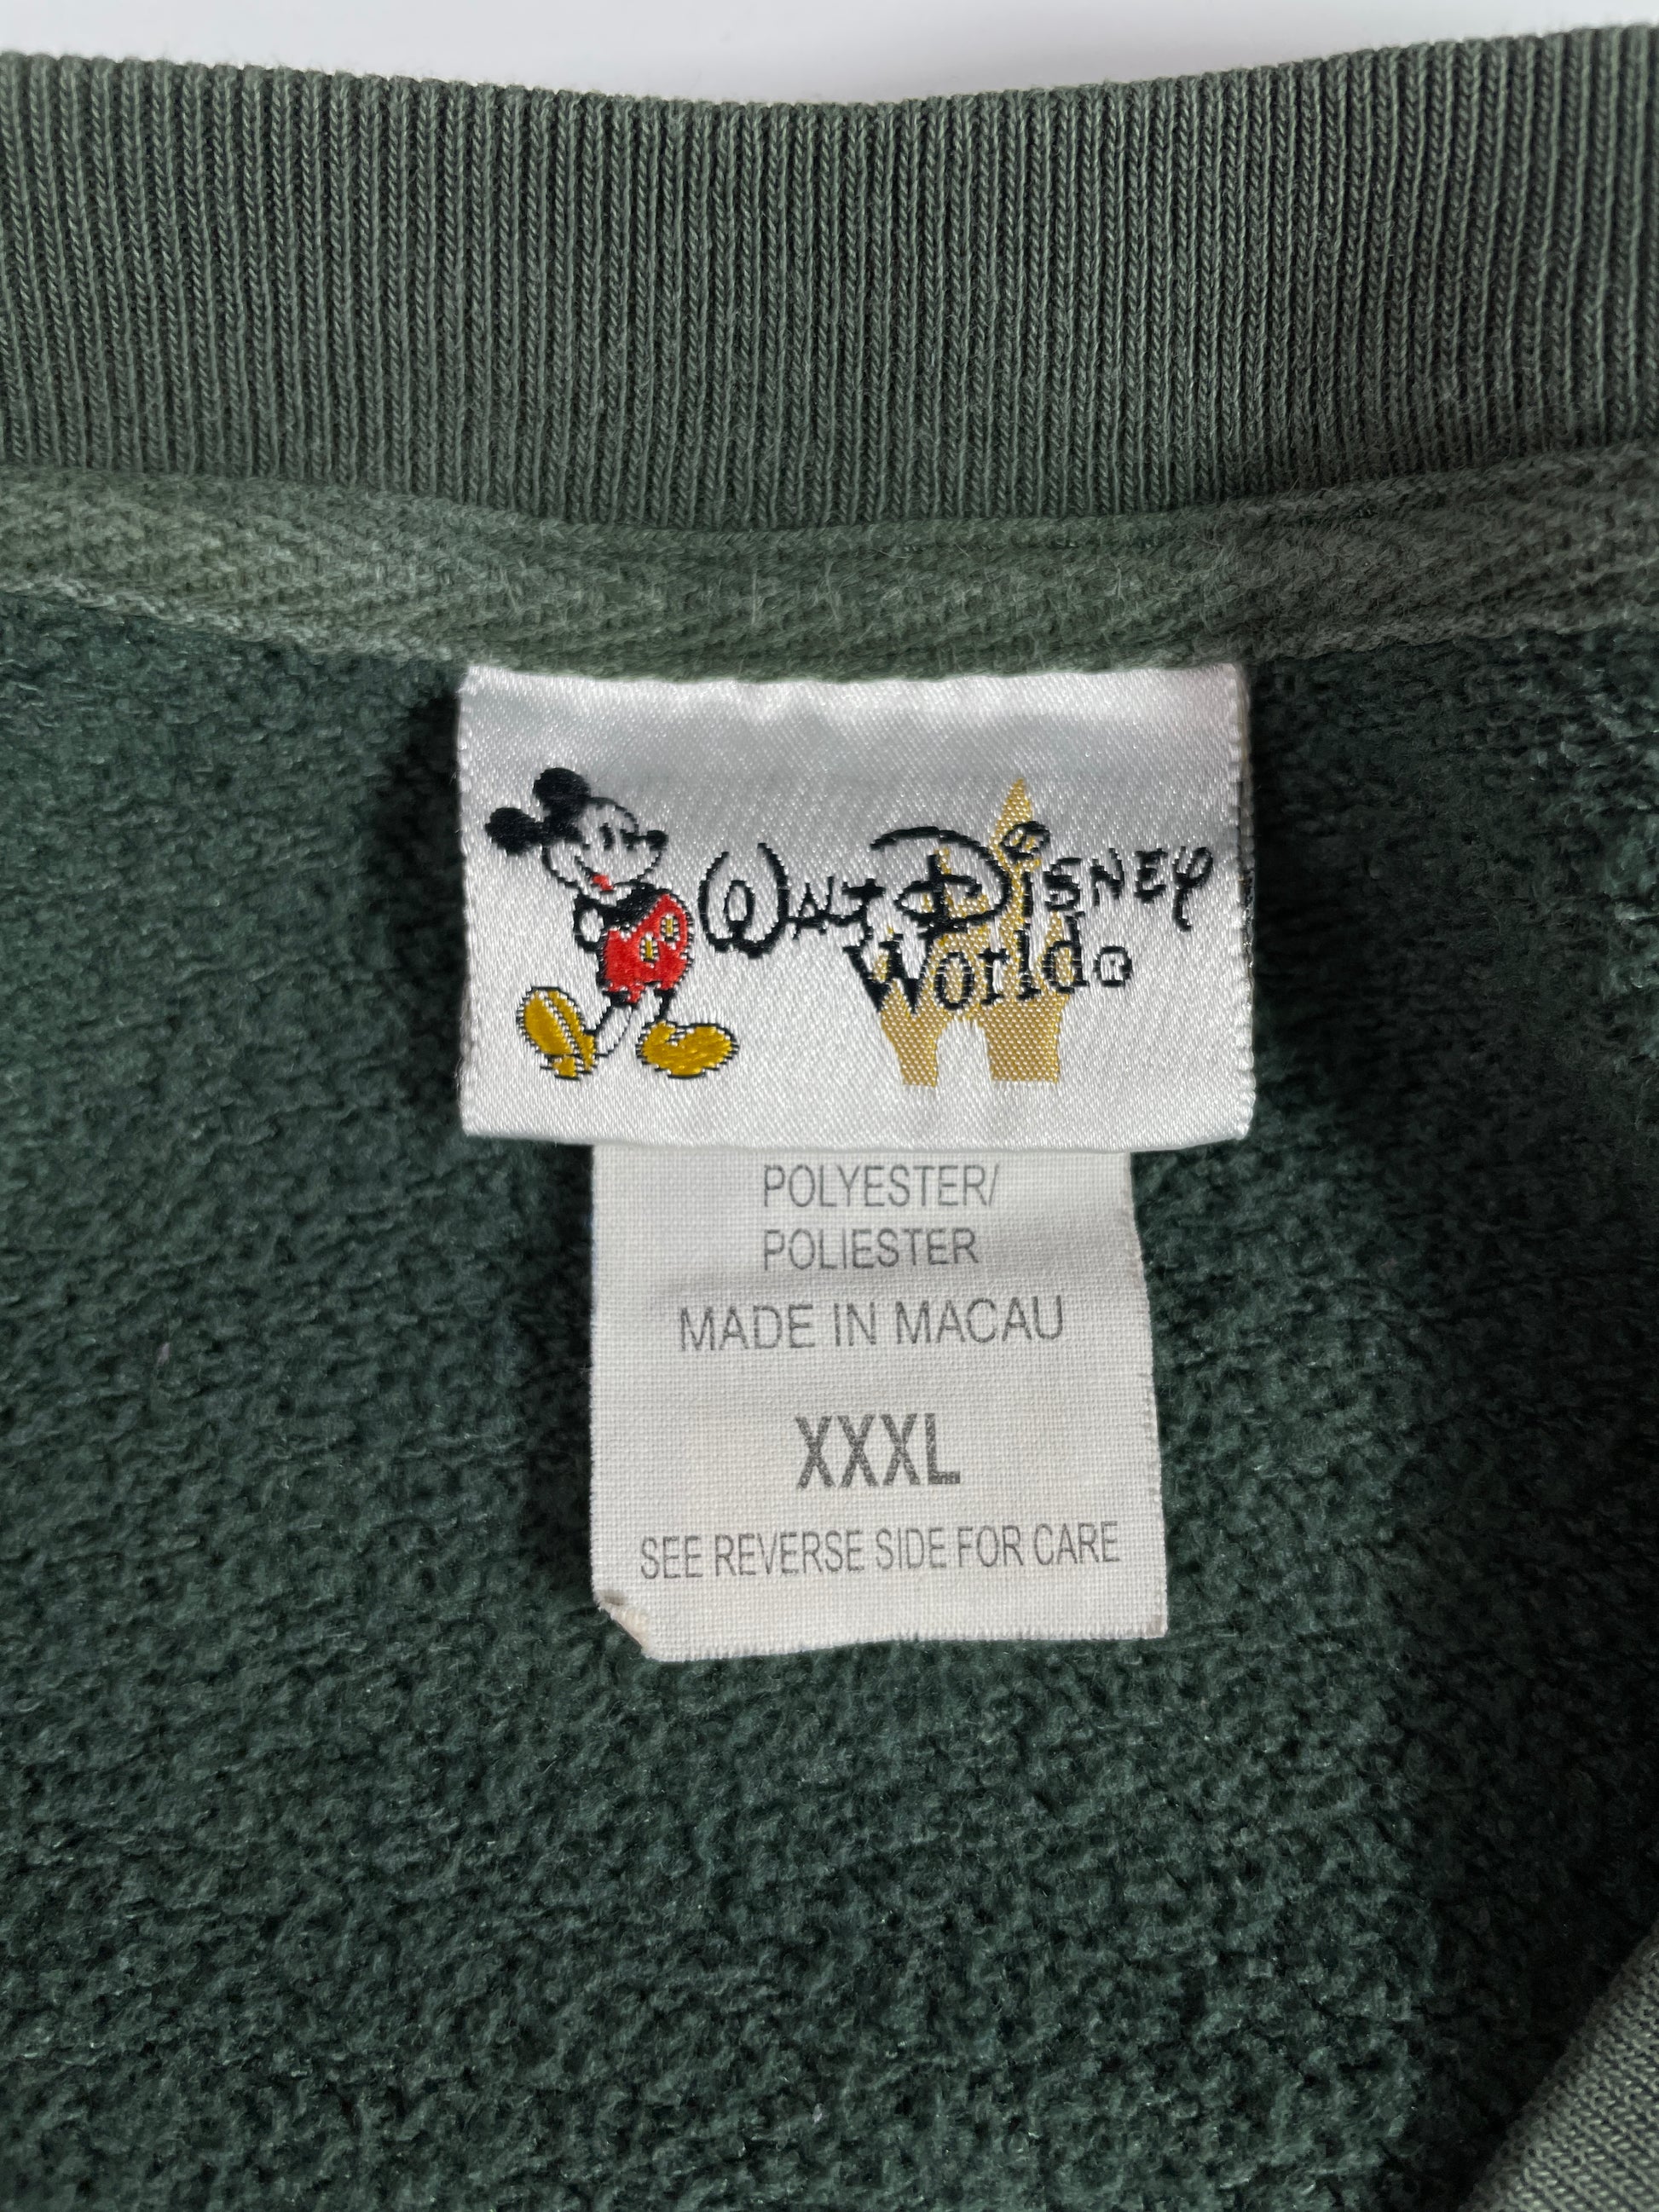 WALT DISNEY
World®
POLYESTER/
POLIESTER
MADE IN MACAU
XXXL
SEE REVERSE SIDE FOR CARE